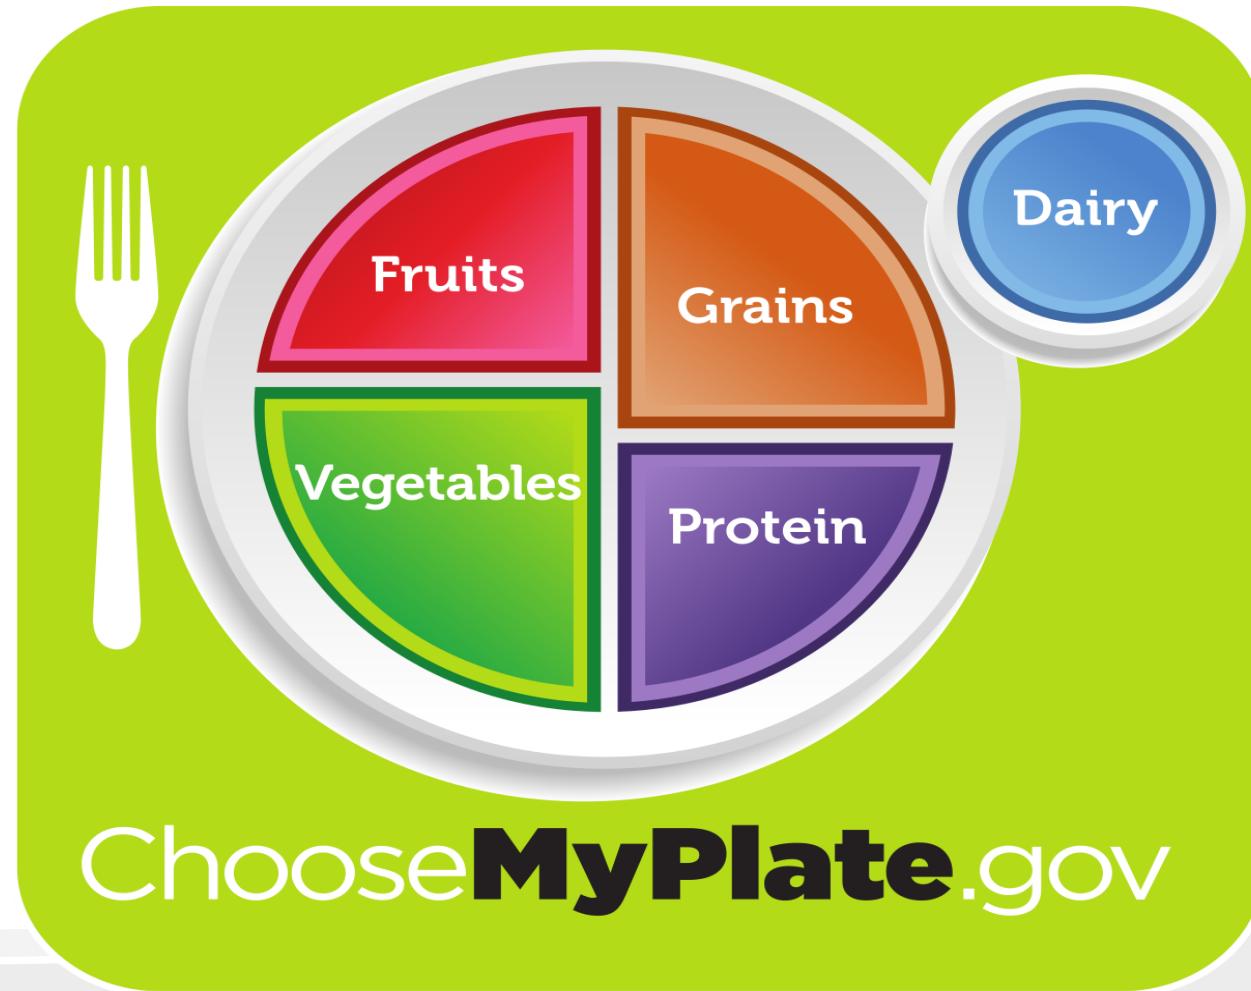 Fruits
Grains
Dairy
Vegetables
Protein
ChooseMyPlate.gov